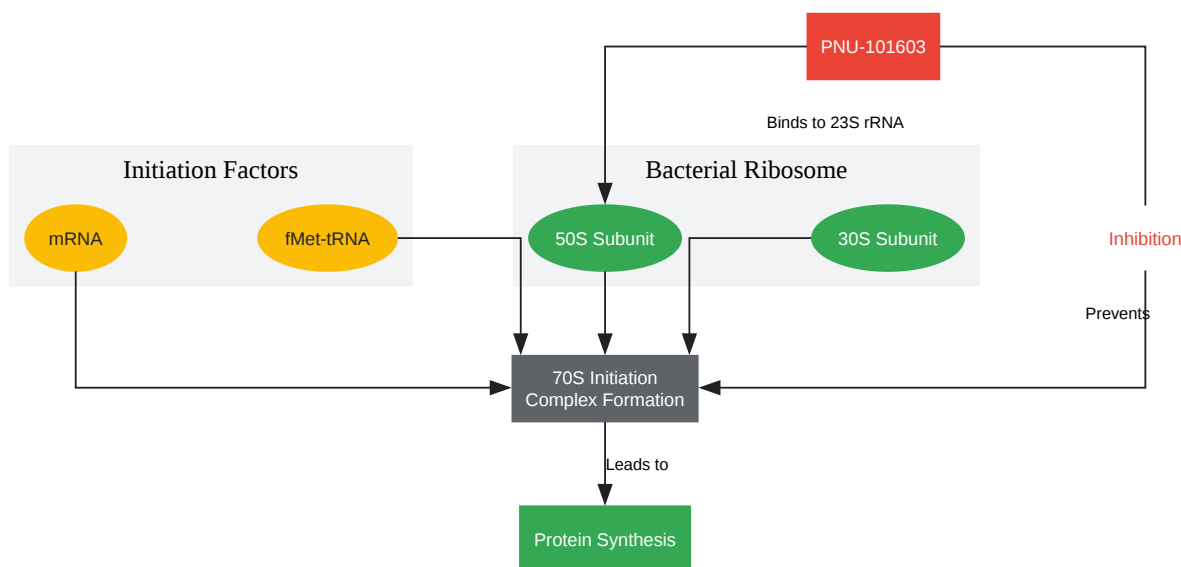 PNU-101603
Binds to 23S rRNA
Initiation Factors
Bacterial Ribosome
mRNA
fMet-tRNA
50S Subunit
30S Subunit
Inhibition
Prevents
70S Initiation
Complex Formation
Leads to
Protein Synthesis